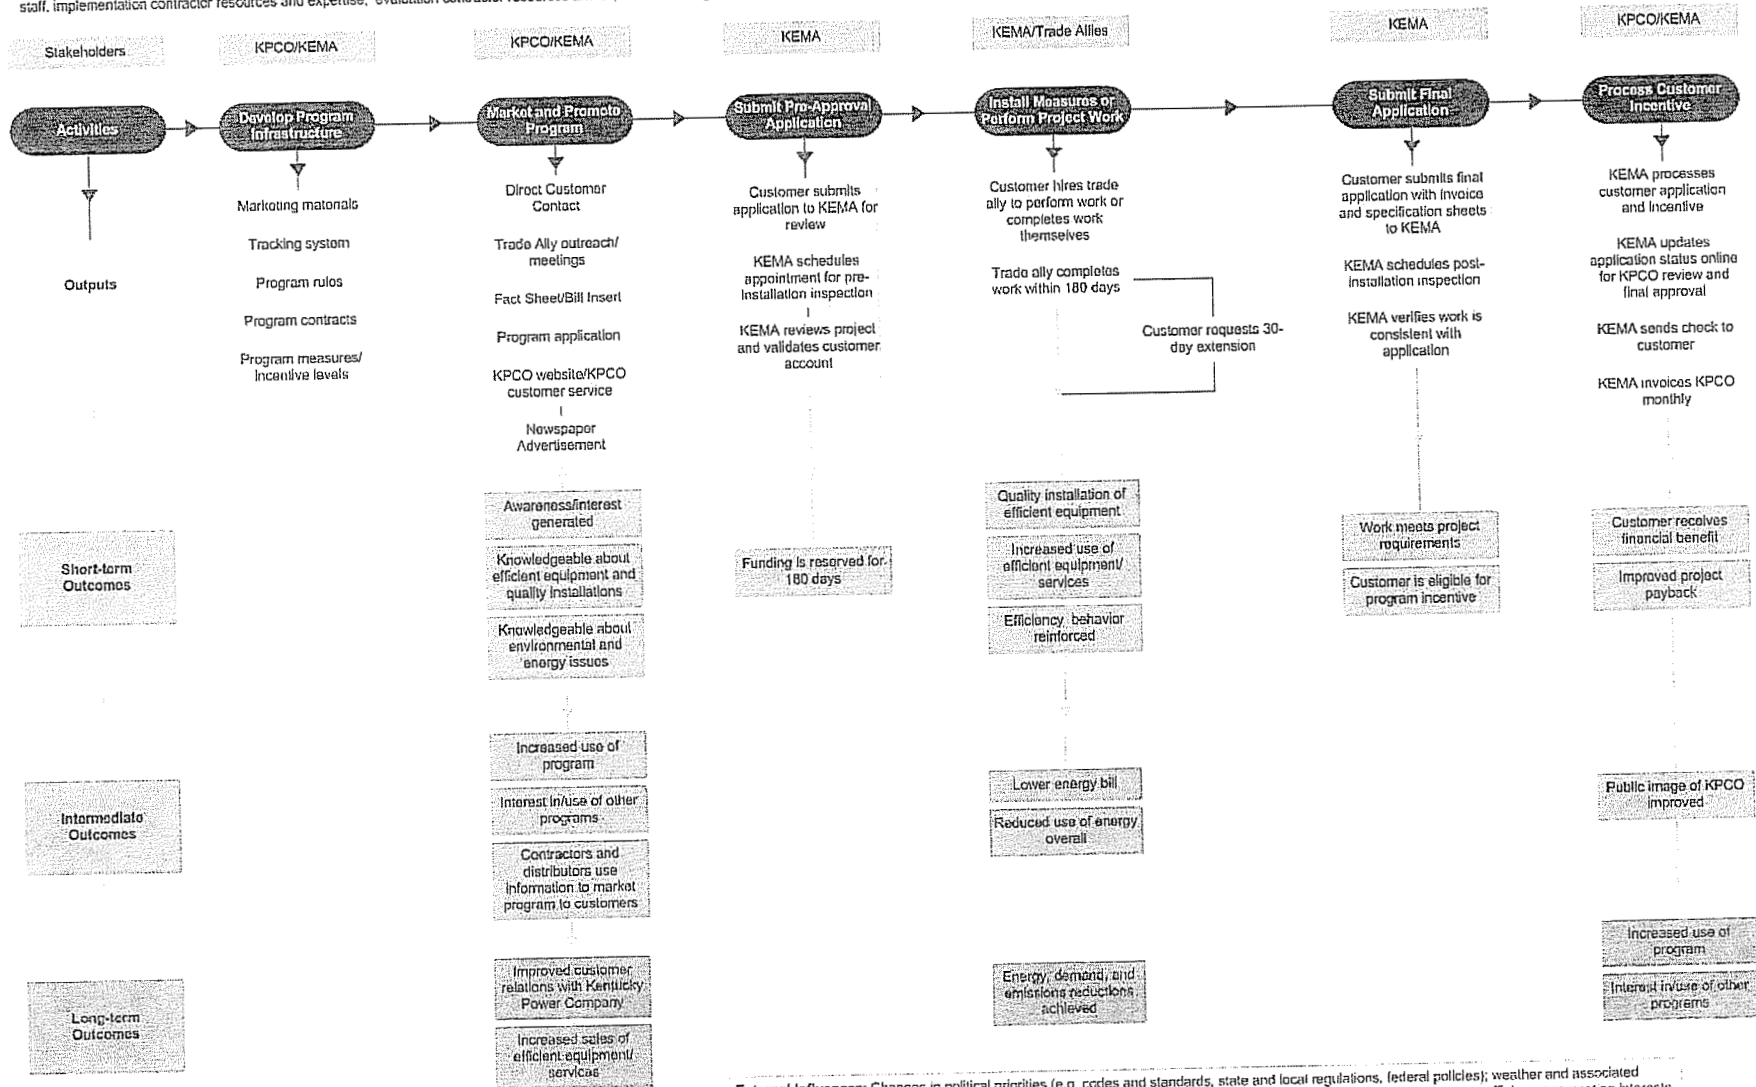 staff, implementation contractor resources and expertise, evaluation contractor resources
Stakeholders
KPCO/KEMA
KPCO/KEMA
KEMA
KEMA/Trade Allies
KEMA
KPCO/KEMA
Activities
Develop Program
Infrastructure
Market and Promote
Program
Submit Pre-Approval
Application
Install Measures or
Perform Project Work
Submit Final
Application
Process Customer
Incentive
Outputs
Marketing materials
Tracking system
Program rules
Program contracts
Program measures/
Incentive levels
Direct Customer
Contact
Trade Ally outreach/
meetings
Fact Sheet/Bill Insert
Program application
KPCO website/KPCO
customer service
Newspaper
Advertisement
Customer submits
application to KEMA for
review
KEMA schedules
appointment for pre-
installation inspection
KEMA reviews project
and validates customer
account
Customer hires trade
ally to perform work or
completes work
themselves
Trade ally completes
work within 180 days
Customer requests 30-
day extension
Customer submits final
application with invoice
and specification sheets
to KEMA
KEMA schedules post-
installation inspection
KEMA verifies work is
consistent with
application
KEMA processes
customer application
and Incentive
KEMA updates
application status online
for KPCO review and
final approval
KEMA sends check to
customer
KEMA invoices KPCO
monthly
Short-term
Outcomes
Awareness/interest
generated
Knowledgeable about
efficient equipment and
quality installations
Knowledgeable about
environmental and
energy issues
Funding is reserved for
180 days
Quality installation of
efficient equipment
Increased use of
efficient equipment/
services
Efficiency behavior
reinforced
Work meets project
requirements
Customer is eligible for
program incentive
Customer receives
financial benefit
Improved project
payback
Intermediate
Outcomes
Increased use of
program
Interest in/use of other
programs
Contractors and
distributors use
information to market
program to customers
Lower energy bill
Reduced use of energy
overall
Public image of KPCO
improved
Long-term
Outcomes
Improved customer
relations with Kentucky
Power Company
Increased sales of
efficient equipment/
services
Energy, demand, and
emissions reductions
achieved
Increased use of
program
Interest in/use of other
programs
External Influences: Changes in political priorities (e.g. codes and standards, state and local regulations, federal policies); weather and associated